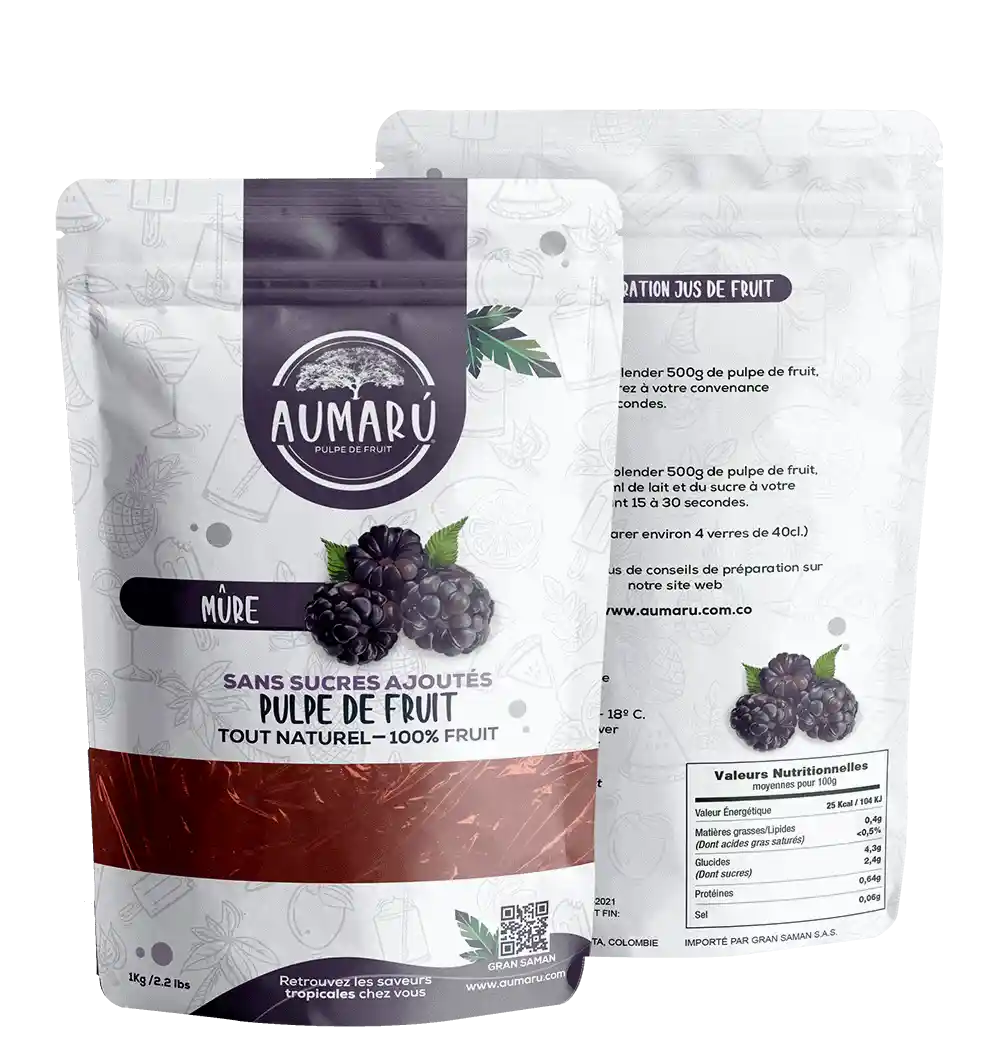 AUMARÚ
PULPE DE FRUIT
MÛRE
SANS SUCRES AJOUTÉS
PULPE DE FRUIT
TOUT NATUREL – 100% FRUIT
GRAN SAMAN
www.aumaru.com
1Kg /2.2 lbs
Retrouvez les saveurs
tropicales chez vous
RATION JUS DE FRUIT
lender 500g de pulpe de fruit,
rez à votre convenance
condes.
blender 500g de pulpe de fruit,
ml de lait et du sucre à votre
nt 15 à 30 secondes.
arer environ 4 verres de 40cl.)
us de conseils de préparation sur
notre site web
www.aumaru.com.co
e
- 18º C.
ver
t
Valeurs Nutritionnelles
moyennes pour 100g
Valeur Énergétique 25 Kcal / 104 KJ
Matières grasses/Lipides 0,4g
(Dont acides gras saturés) <0,5%
Glucides 4,3g
(Dont sucres) 2,4g
Protéines 0,64g
Sel 0,06g
-2021
T FIN:
TA, COLOMBIE
IMPORTÉ PAR GRAN SAMAN S.A.S.